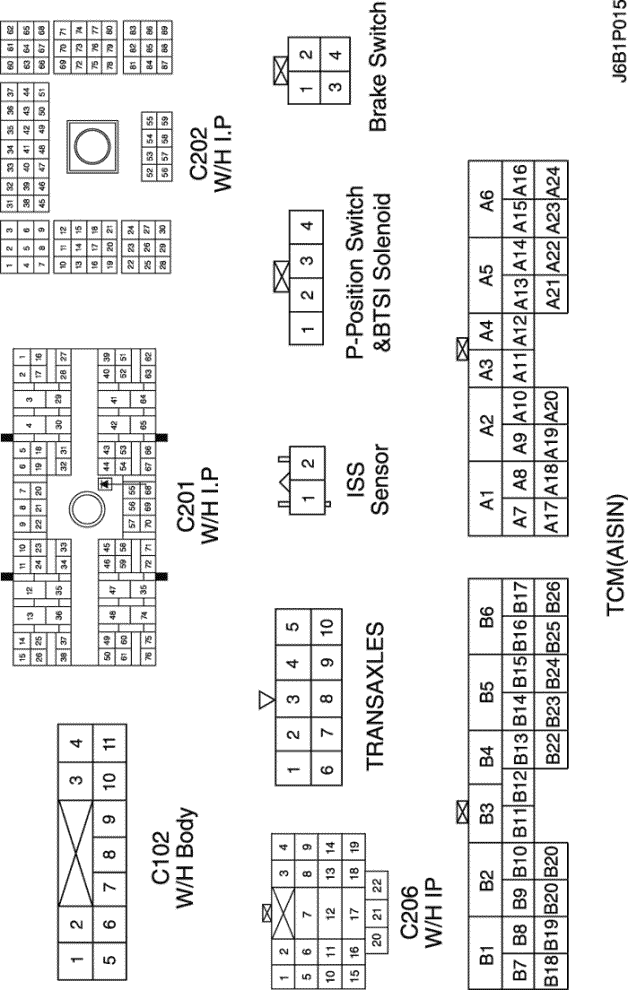 1 2 3 4
5 6 7 8 9 10 11
C102
W/H Body
15 14 13 12 11 10 9 8 7 6 5 4 3 2 1
26 25 24 23 22 21 20 19 18 17 16
38 37 36 35 34 33 32 31 30 29 28 27
50 49 48 47 46 45 44 43 42 41 40 39
61 60 59 58 57 56 55 54 53 52 51
76 75 74 35 72 71 70 69 68 67 66 65 64 63 62
C201
W/H I.P
1 2 3
4 5 6
7 8 9
10 11 12
13 14 15
16 17 18
19 20 21
22 23 24
25 26 27
28 29 30
31 32 33 34 35 36 37
38 39 40 41 42 43 44
45 46 47 48 49 50 51
52 53 54 55
56 57 58 59
60 61 62
63 64 65
66 67 68
69 70 71
72 73 74
75 76 77
78 79 80
81 82 83
84 85 86
87 88 89
C202
W/H I.P
1 2 3 4
5 6 7 8 9
10 11 12 13 14
15 16 17 18 19
20 21 22
C206
W/H IP
1 2 3 4 5
6 7 8 9 10
TRANSAXLES
1 2
ISS
Sensor
1 2 3 4
P-Position Switch
&BTSI Solenoid
1 2
3 4
Brake Switch
B1 B2 B3 B4 B5 B6
B7 B8 B9 B10 B11 B12 B13 B14 B15 B16 B17
B18 B19 B20 B20 B22 B23 B24 B25 B26
A1 A2 A3 A4 A5 A6
A7 A8 A9 A10 A11 A12 A13 A14 A15 A16
A17 A18 A19 A20 A21 A22 A23 A24
TCM(AISIN)
J6B1P015